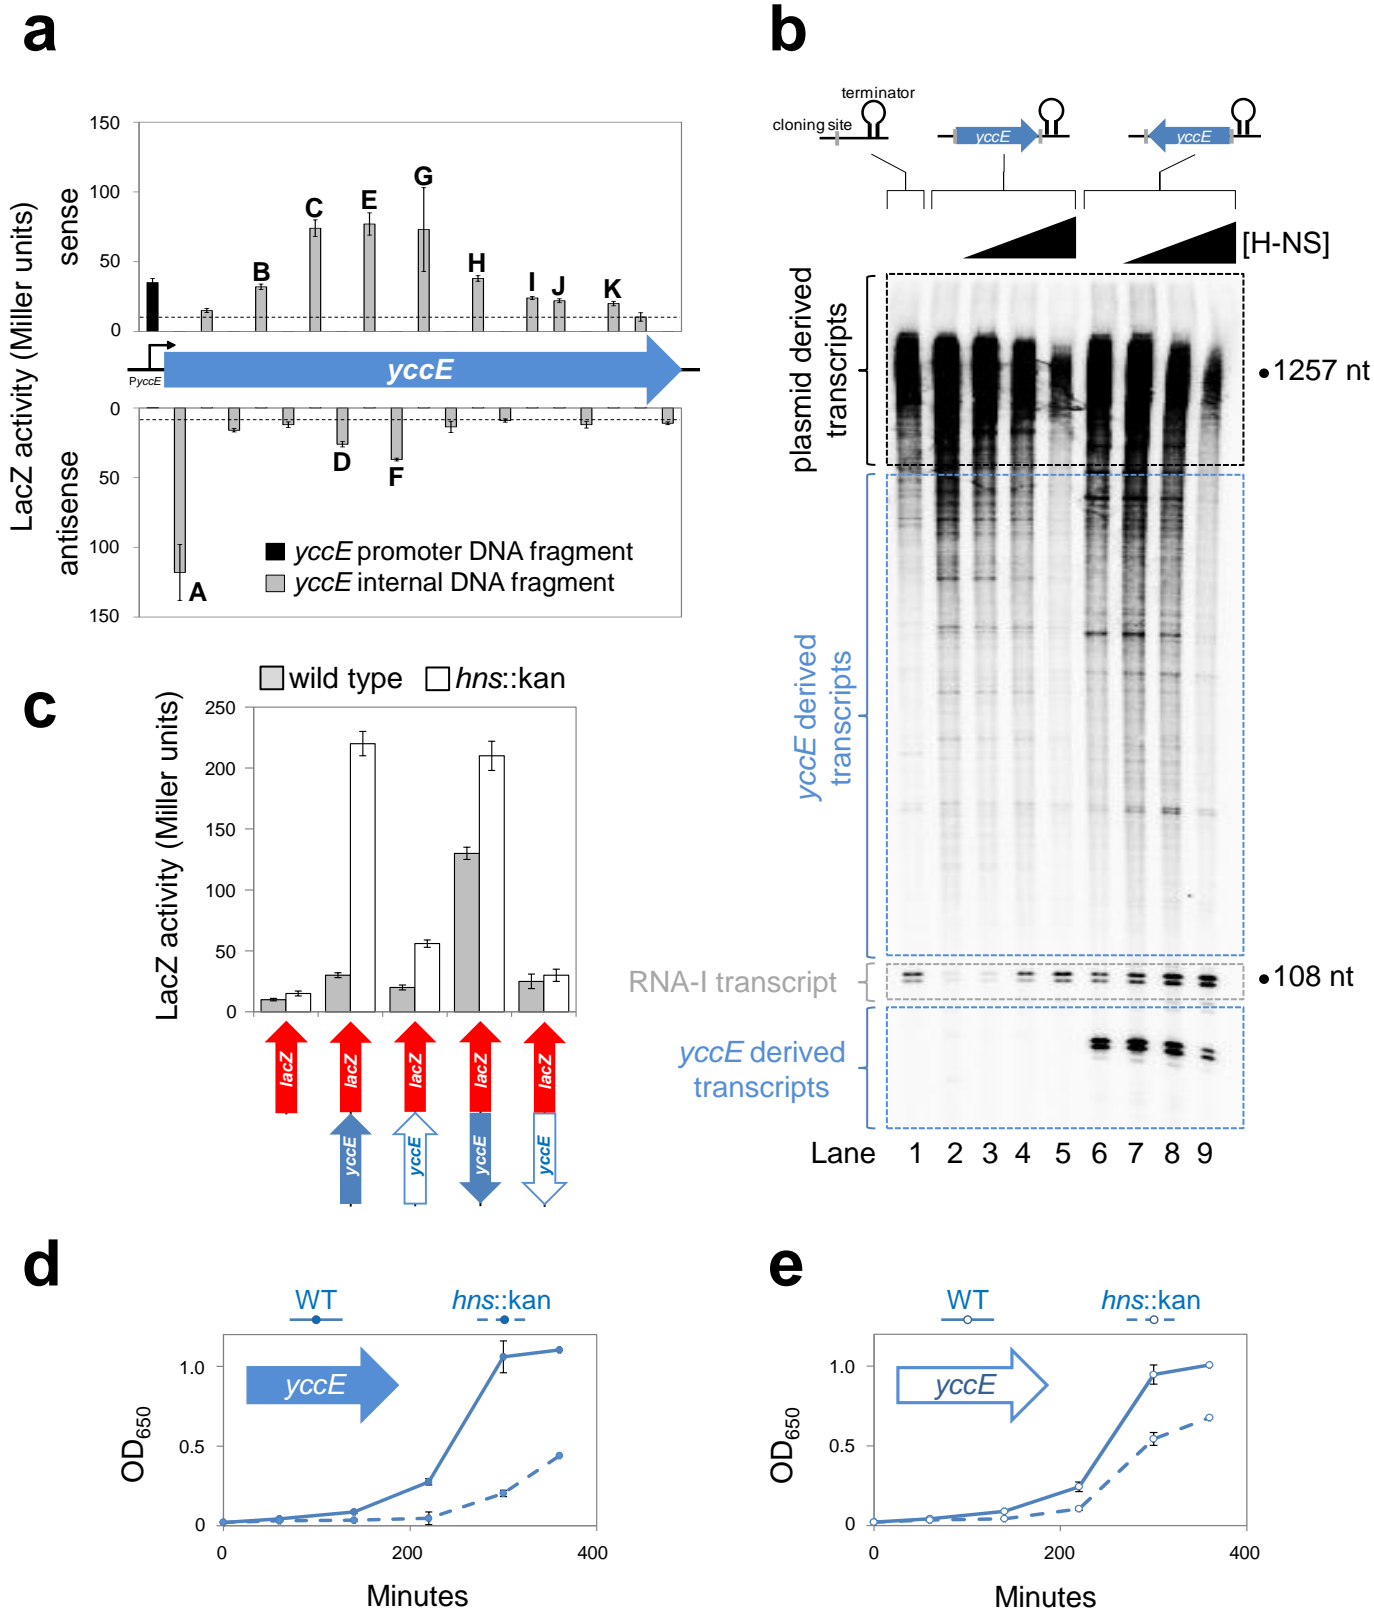 a
150
100
50
0
sense
LacZ activity (Miller units)
B
C
E
G
H
I
J
K
PyccE
yccE
0
50
100
150
antisense
A
D
F
yccE promoter DNA fragment
yccE internal DNA fragment
b
terminator
cloning site
yccE
yccE
[H-NS]
plasmid derived
transcripts
1257 nt
yccE derived
transcripts
RNA-I transcript
108 nt
yccE derived
transcripts
Lane 1 2 3 4 5 6 7 8 9
c
wild type
hns::kan
LacZ activity (Miller units)
250
200
150
100
50
0
lacZ
lacZ
lacZ
lacZ
lacZ
yccE
yccE
yccE
yccE
d
WT
hns::kan
yccE
OD650
1.0
0.5
0
0
200
400
Minutes
e
WT
hns::kan
yccE
OD650
1.0
0.5
0
0
200
400
Minutes